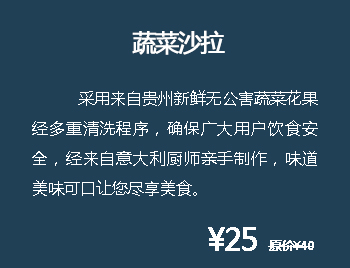 蔬菜沙拉
采用来自贵州新鲜无公害蔬菜花果
经多重清洗程序，确保广大用户饮食安
全，经来自意大利厨师亲手制作，味道
美味可口让您尽享美食。
¥25 原价¥40